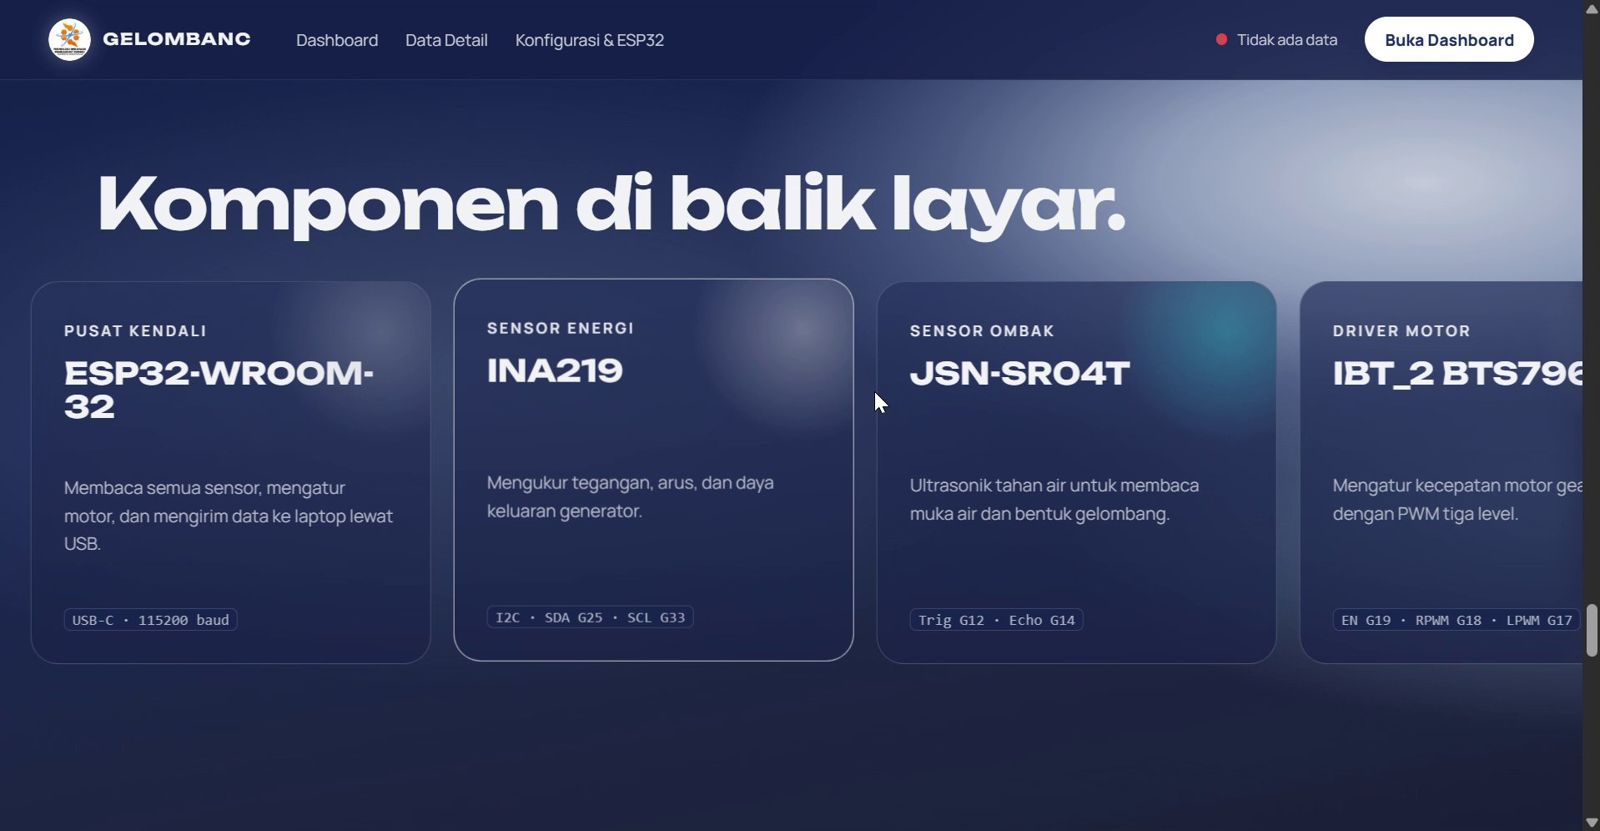 GELOMBANC
Dashboard
Data Detail
Konfigurasi & ESP32
Tidak ada data
Buka Dashboard
Komponen di balik layar.
PUSAT KENDALI
ESP32-WROOM-
32
Membaca semua sensor, mengatur
motor, dan mengirim data ke laptop lewat
USB.
USB-C · 115200 baud
SENSOR ENERGI
INA219
Mengukur tegangan, arus, dan daya
keluaran generator.
I2C · SDA G25 · SCL G33
SENSOR OMBAK
JSN-SR04T
Ultrasonik tahan air untuk membaca
muka air dan bentuk gelombang.
Trig G12 · Echo G14
DRIVER MOTOR
IBT_2 BTS796
Mengatur kecepatan motor gea
dengan PWM tiga level.
EN G19 · RPWM G18 · LPWM G17